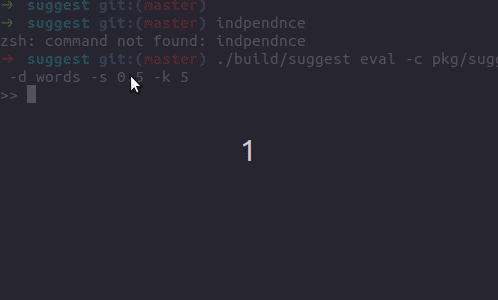 → suggest git:(master)
→ suggest git:(master) indpendnce
zsh: command not found: indpendnce
→ suggest git:(master) ./build/suggest eval -c pkg/sugg
-d words -s 0.5 -k 5
>>
1